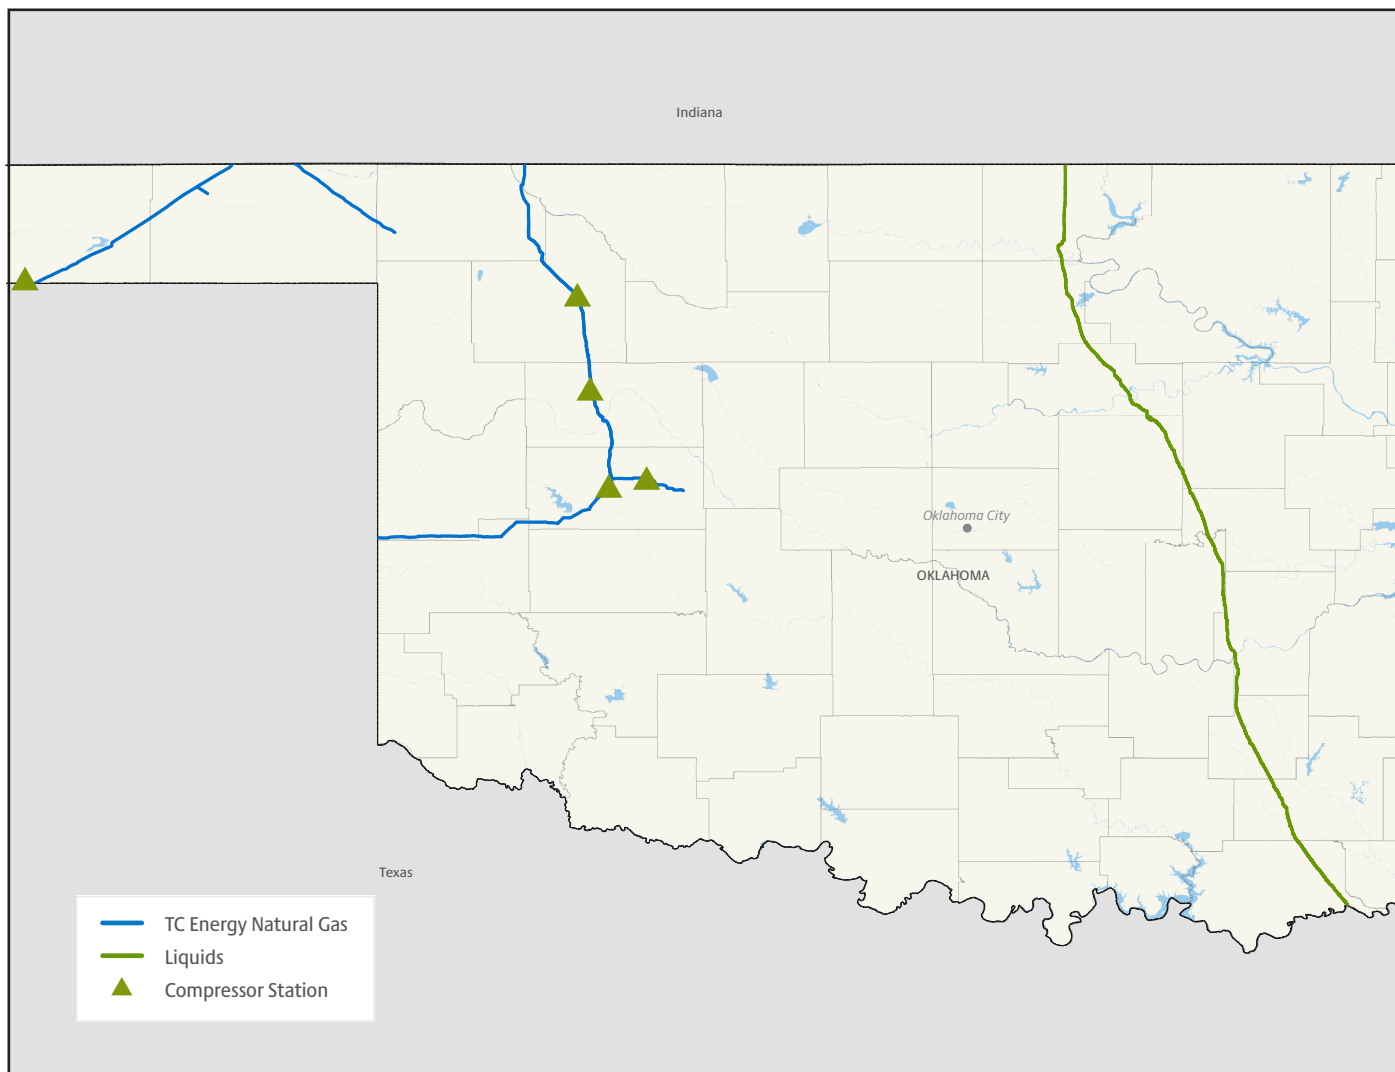 Indiana
Oklahoma City
OKLAHOMA
Texas
TC Energy Natural Gas
Liquids
Compressor Station